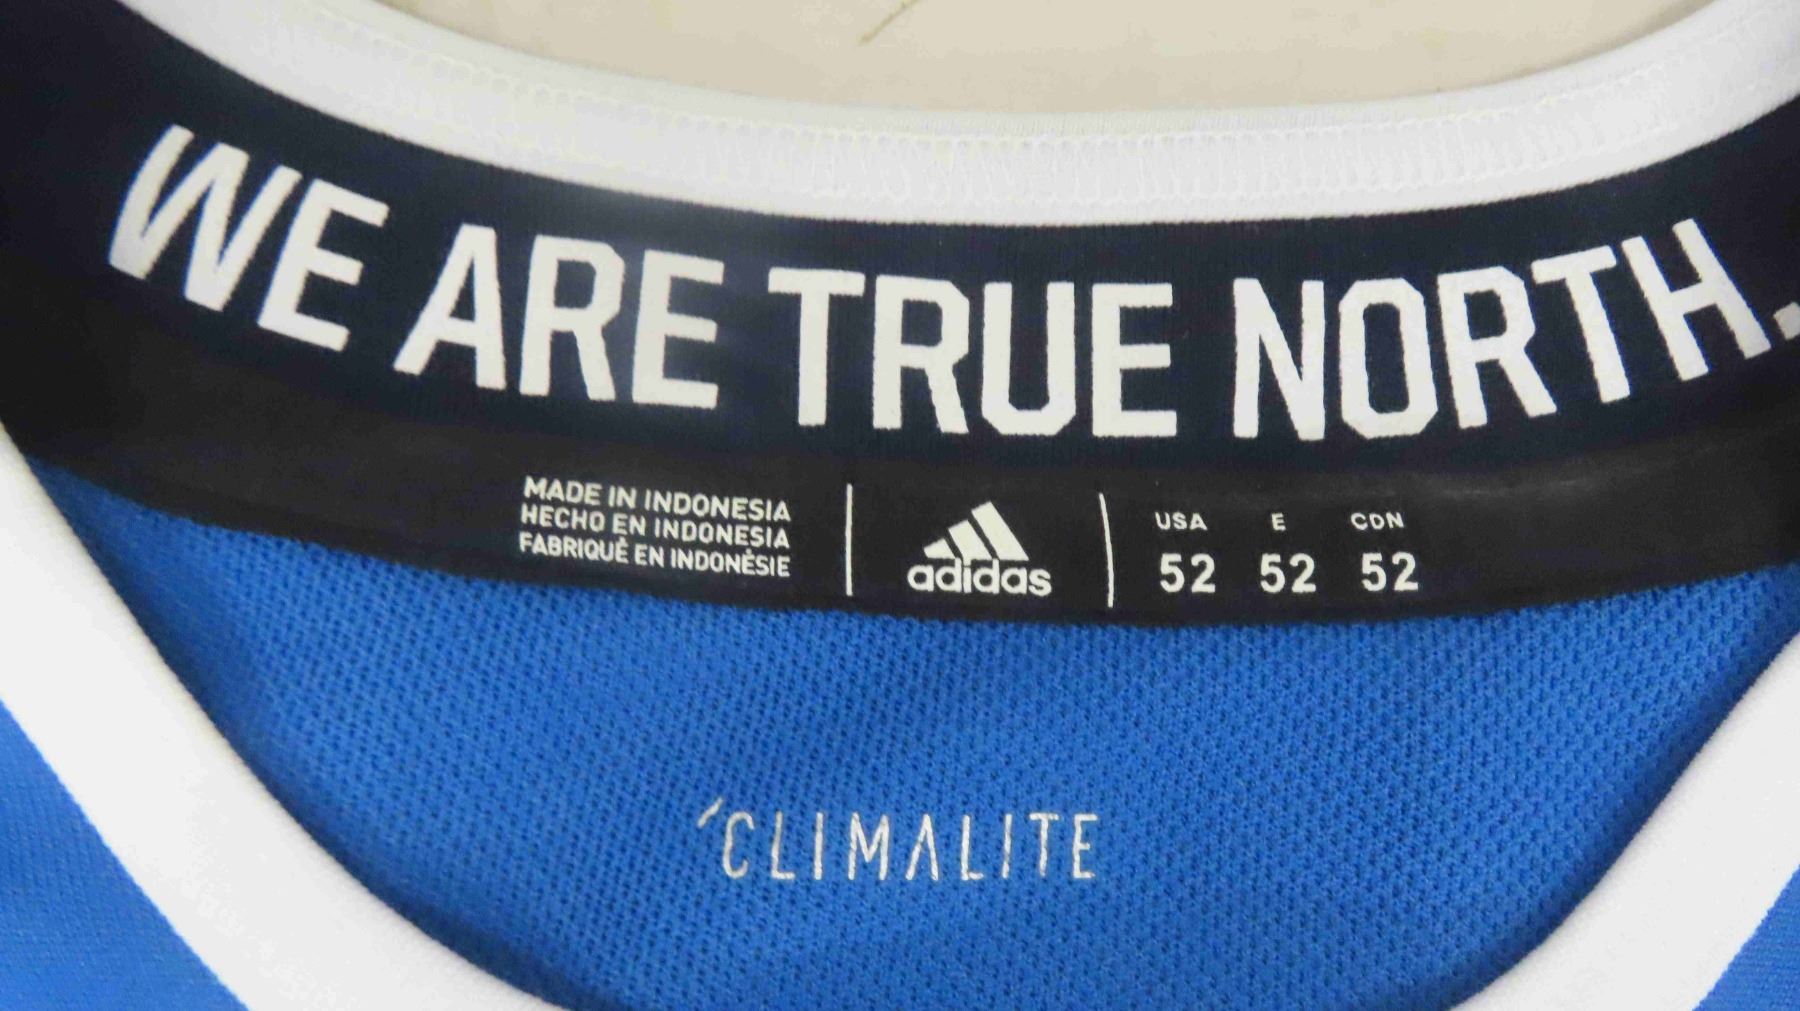 WE ARE TRUE NORTH.
MADE IN INDONESIA
HECHO EN INDONESIA
FABRIQUÉ EN INDONÉSIE
adidas
USA E CDN
52 52 52
'CLIMALITE